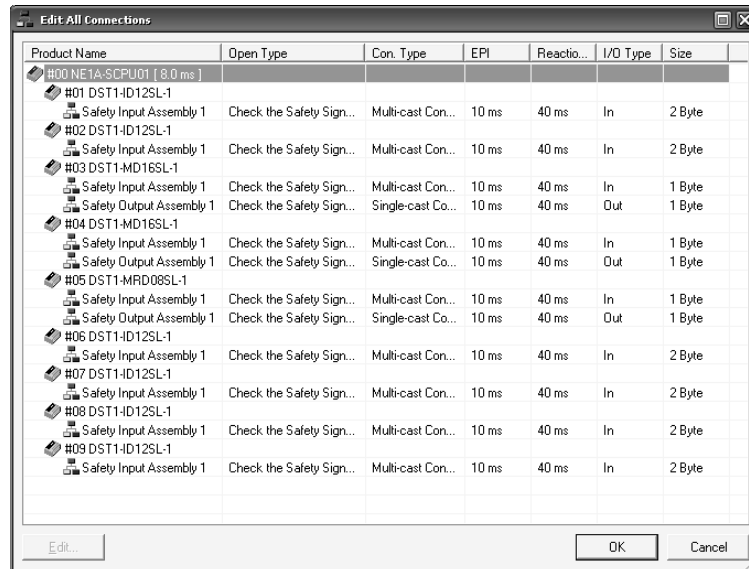 Edit All Connections
Product Name Open Type Con. Type EPI Reactio... I/O Type Size
#00 NE1A-SCPU01 [ 8.0 ms ]
#01 DST1-ID12SL-1
Safety Input Assembly 1 Check the Safety Sign... Multi-cast Con... 10 ms 40 ms In 2 Byte
#02 DST1-ID12SL-1
Safety Input Assembly 1 Check the Safety Sign... Multi-cast Con... 10 ms 40 ms In 2 Byte
#03 DST1-MD16SL-1
Safety Input Assembly 1 Check the Safety Sign... Multi-cast Con... 10 ms 40 ms In 1 Byte
Safety Output Assembly 1 Check the Safety Sign... Single-cast Co... 10 ms 40 ms Out 1 Byte
#04 DST1-MD16SL-1
Safety Input Assembly 1 Check the Safety Sign... Multi-cast Con... 10 ms 40 ms In 1 Byte
Safety Output Assembly 1 Check the Safety Sign... Single-cast Co... 10 ms 40 ms Out 1 Byte
#05 DST1-MRD08SL-1
Safety Input Assembly 1 Check the Safety Sign... Multi-cast Con... 10 ms 40 ms In 1 Byte
Safety Output Assembly 1 Check the Safety Sign... Single-cast Co... 10 ms 40 ms Out 1 Byte
#06 DST1-ID12SL-1
Safety Input Assembly 1 Check the Safety Sign... Multi-cast Con... 10 ms 40 ms In 2 Byte
#07 DST1-ID12SL-1
Safety Input Assembly 1 Check the Safety Sign... Multi-cast Con... 10 ms 40 ms In 2 Byte
#08 DST1-ID12SL-1
Safety Input Assembly 1 Check the Safety Sign... Multi-cast Con... 10 ms 40 ms In 2 Byte
#09 DST1-ID12SL-1
Safety Input Assembly 1 Check the Safety Sign... Multi-cast Con... 10 ms 40 ms In 2 Byte
Edit... OK Cancel